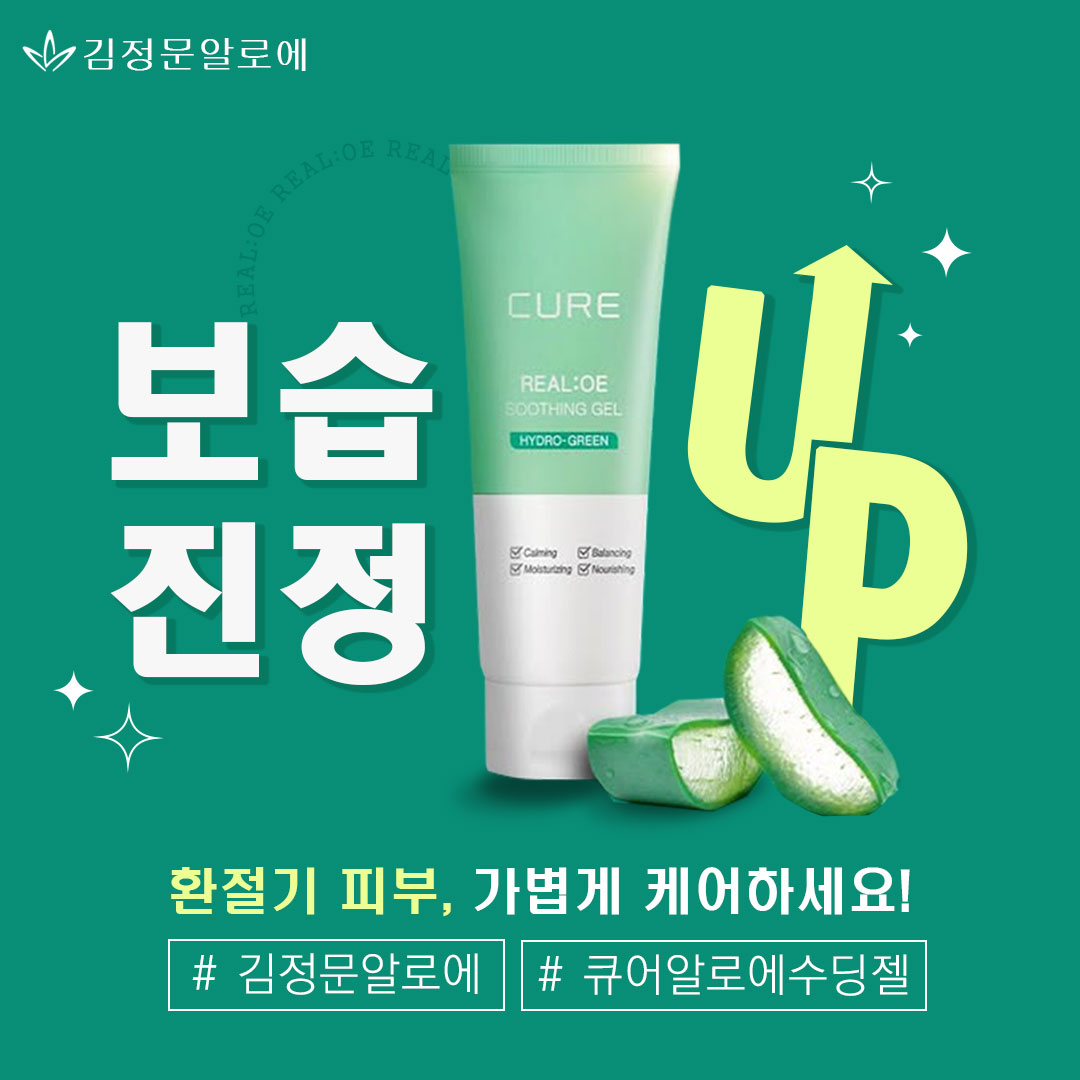 김정문알로에
REAL:OE REAL:OE READ
보습
진정
UP
CURE
REAL:OE
SOOTHING GEL
HYDRO-GREEN
Calming Balancing
Moisturizing Nourishing
환절기 피부, 가볍게 케어하세요!
# 김정문알로에 # 큐어알로에수딩젤